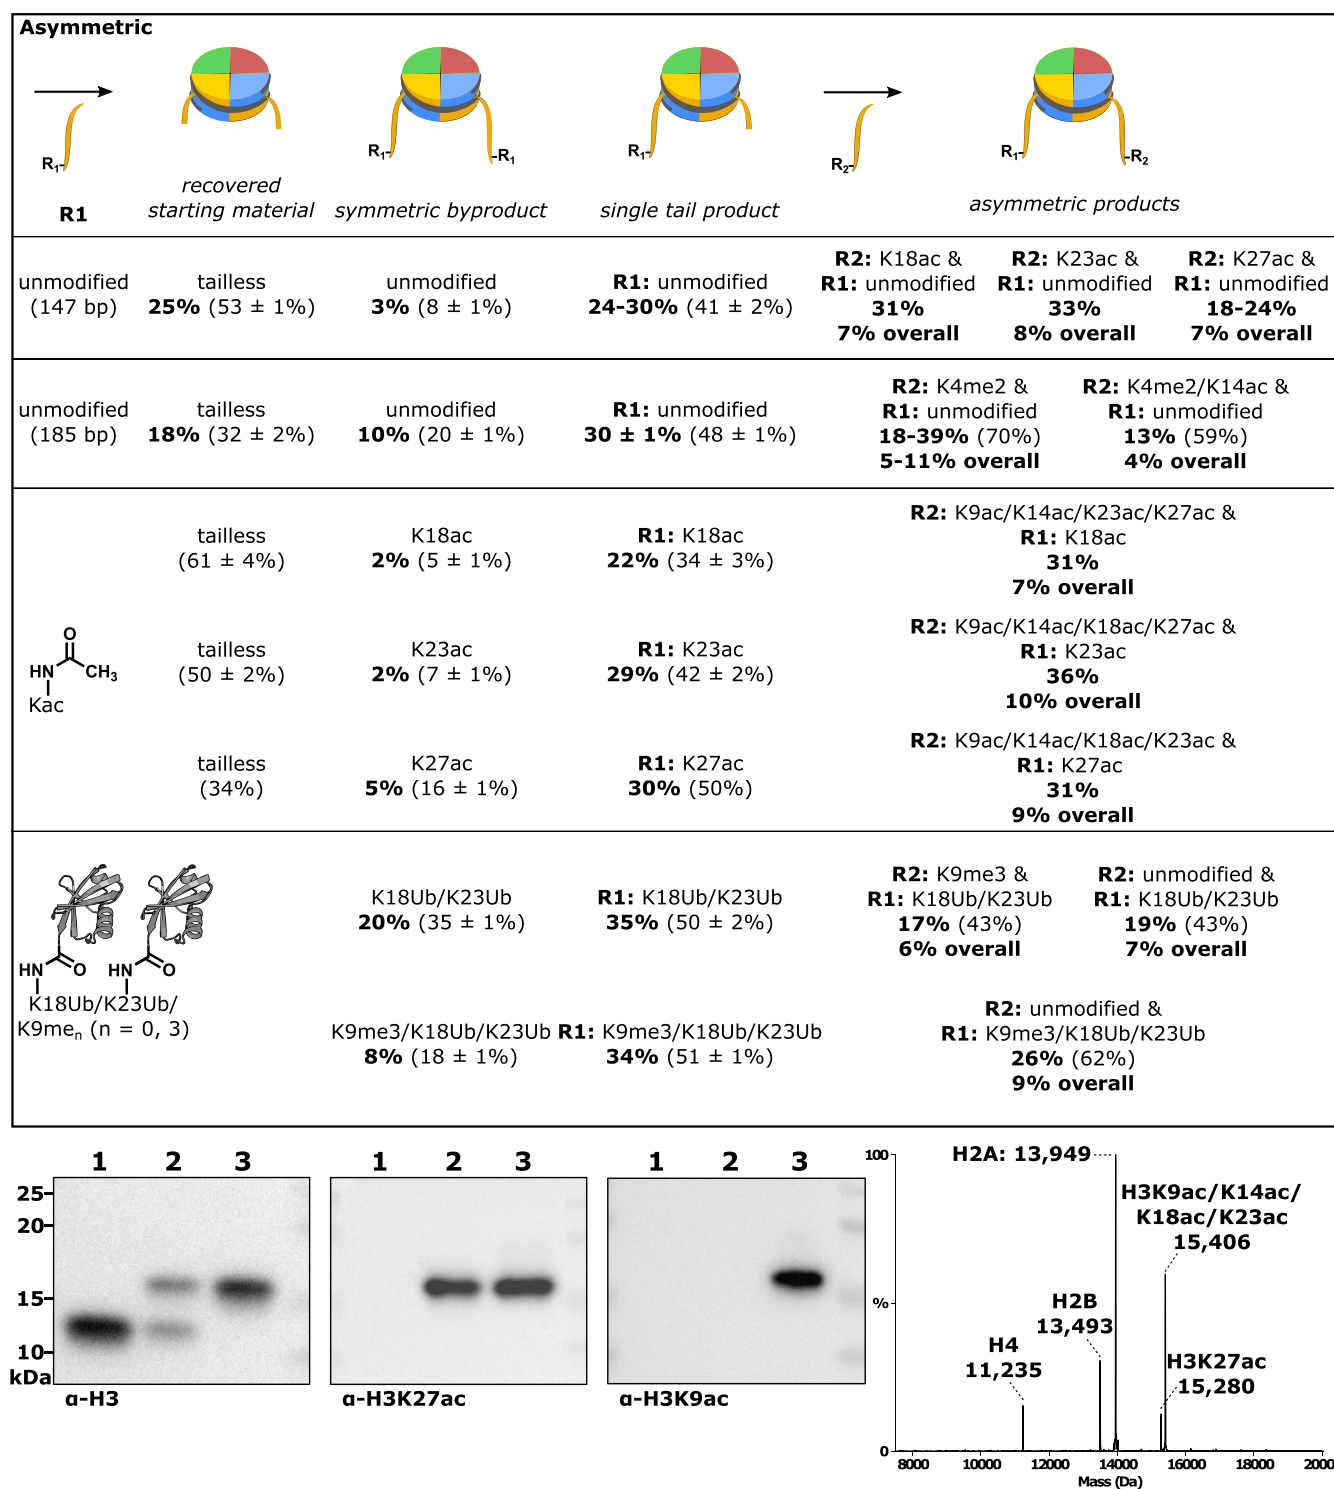 Asymmetric
R1-
R1-
-R1
R1-
R2-
R1-
-R2
R1
recovered
starting material
symmetric byproduct
single tail product
asymmetric products
unmodified
(147 bp)
tailless
25% (53 ± 1%)
unmodified
3% (8 ± 1%)
R1: unmodified
24-30% (41 ± 2%)
R2: K18ac &
R1: unmodified
31%
7% overall
R2: K23ac &
R1: unmodified
33%
8% overall
R2: K27ac &
R1: unmodified
18-24%
7% overall
unmodified
(185 bp)
tailless
18% (32 ± 2%)
unmodified
10% (20 ± 1%)
R1: unmodified
30 ± 1% (48 ± 1%)
R2: K4me2 &
R1: unmodified
18-39% (70%)
5-11% overall
R2: K4me2/K14ac &
R1: unmodified
13% (59%)
4% overall
O
HN
CH3
Kac
tailless
(61 ± 4%)
K18ac
2% (5 ± 1%)
R1: K18ac
22% (34 ± 3%)
R2: K9ac/K14ac/K23ac/K27ac &
R1: K18ac
31%
7% overall
tailless
(50 ± 2%)
K23ac
2% (7 ± 1%)
R1: K23ac
29% (42 ± 2%)
R2: K9ac/K14ac/K18ac/K27ac &
R1: K23ac
36%
10% overall
tailless
(34%)
K27ac
5% (16 ± 1%)
R1: K27ac
30% (50%)
R2: K9ac/K14ac/K18ac/K23ac &
R1: K27ac
31%
9% overall
HN
O
HN
O
K18Ub/K23Ub/
K9men (n = 0, 3)
K18Ub/K23Ub
20% (35 ± 1%)
R1: K18Ub/K23Ub
35% (50 ± 2%)
R2: K9me3 &
R1: K18Ub/K23Ub
17% (43%)
6% overall
R2: unmodified &
R1: K18Ub/K23Ub
19% (43%)
7% overall
K9me3/K18Ub/K23Ub
8% (18 ± 1%)
R1: K9me3/K18Ub/K23Ub
34% (51 ± 1%)
R2: unmodified &
R1: K9me3/K18Ub/K23Ub
26% (62%)
9% overall
1 2 3
25
20
15
10
kDa
α-H3
1 2 3
α-H3K27ac
1 2 3
α-H3K9ac
100
%
0
H2A: 13,949
H3K9ac/K14ac/
K18ac/K23ac
15,406
H2B
13,493
H4
11,235
H3K27ac
15,280
8000 10000 12000 14000 16000 18000 2000
Mass (Da)